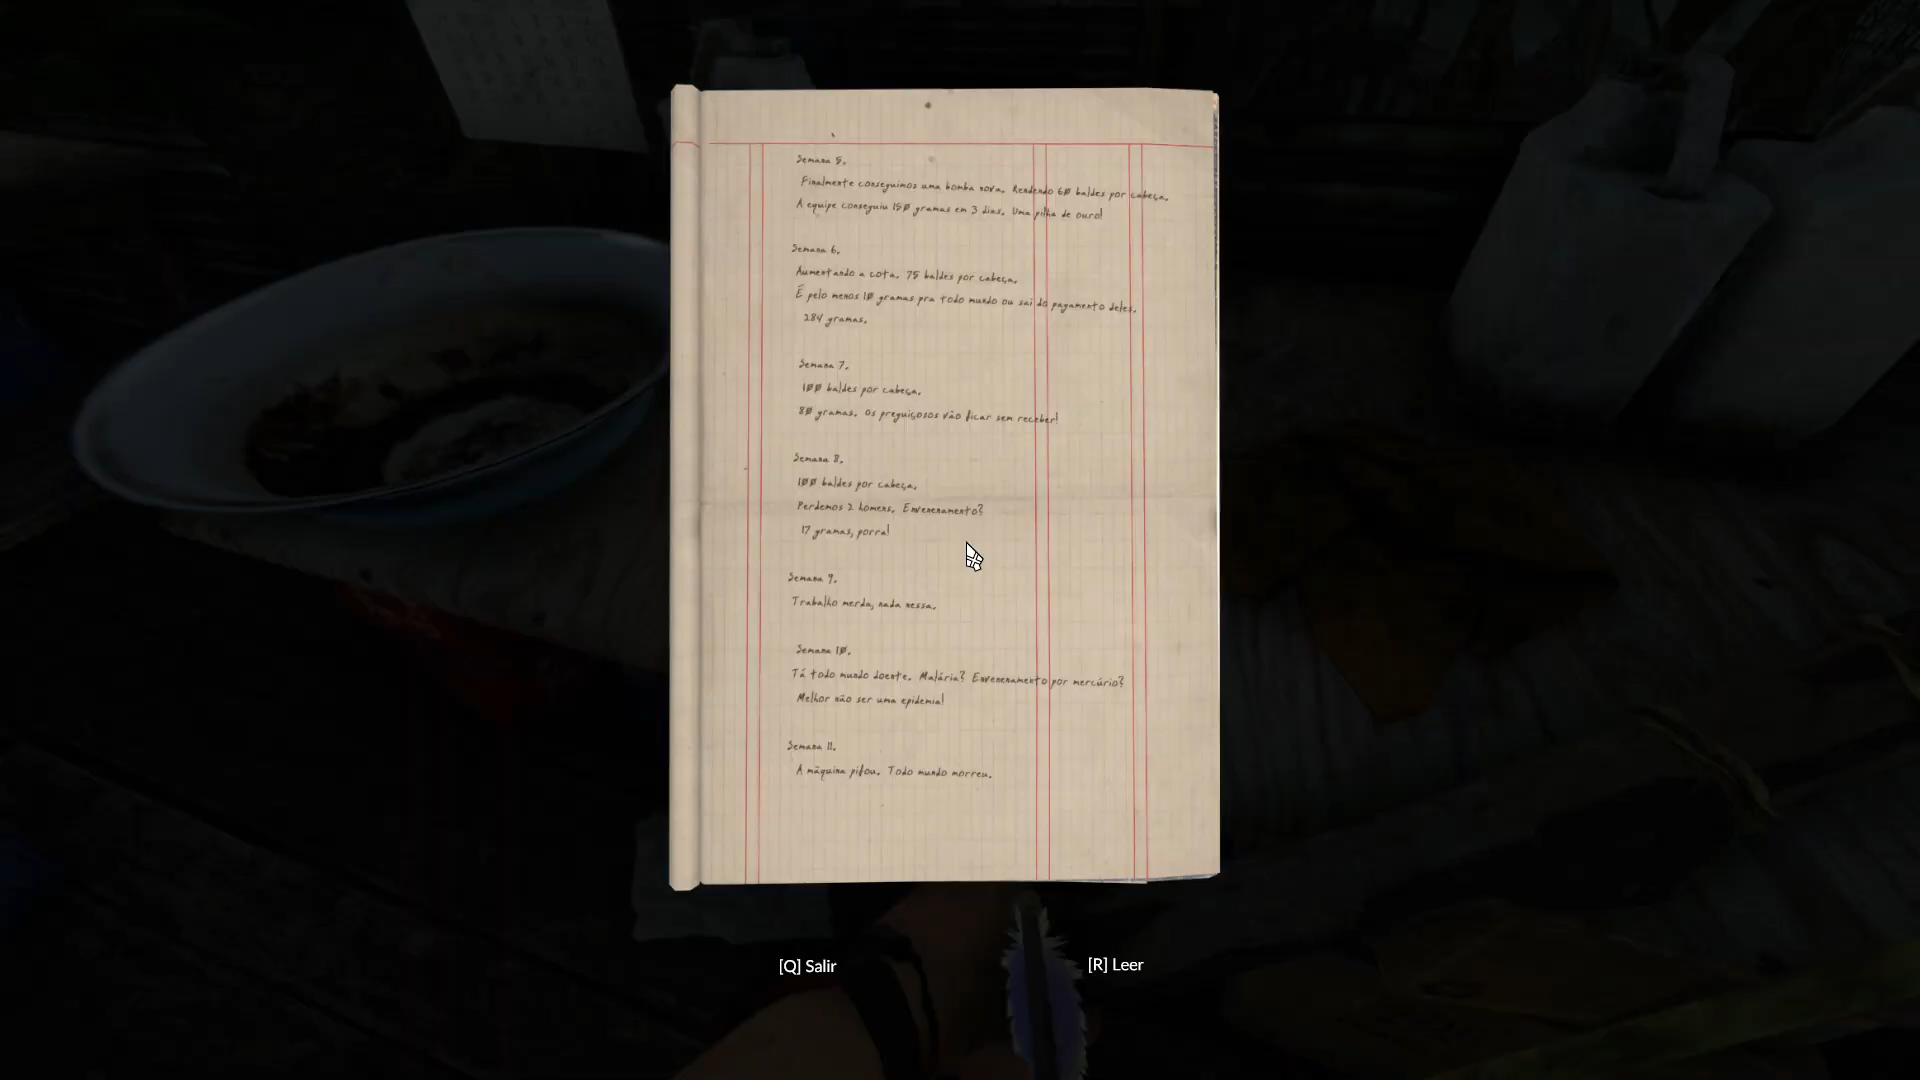 Semana 5.
Finalmente conseguimos uma bomba nova. Rendendo 60 baldes por cabeça.
A equipe conseguiu 150 gramas em 3 dias. Uma pilha de ouro!
Semana 6.
Aumentando a cota. 75 baldes por cabeça.
É pelo menos 10 gramas pra todo mundo ou sai do pagamento deles.
284 gramas.
Semana 7.
100 baldes por cabeça.
80 gramas. Os preguiçosos vão ficar sem receber!
Semana 8.
100 baldes por cabeça.
Perdemos 2 homens. Envenenamento?
17 gramas, porra!
Semana 9.
Trabalho merda, nada nessa.
Semana 10.
Tá todo mundo doente. Malária? Envenenamento por mercúrio?
Melhor não ser uma epidemia!
Semana 11.
A máquina pifou. Todo mundo morreu.
[Q] Salir
[R] Leer